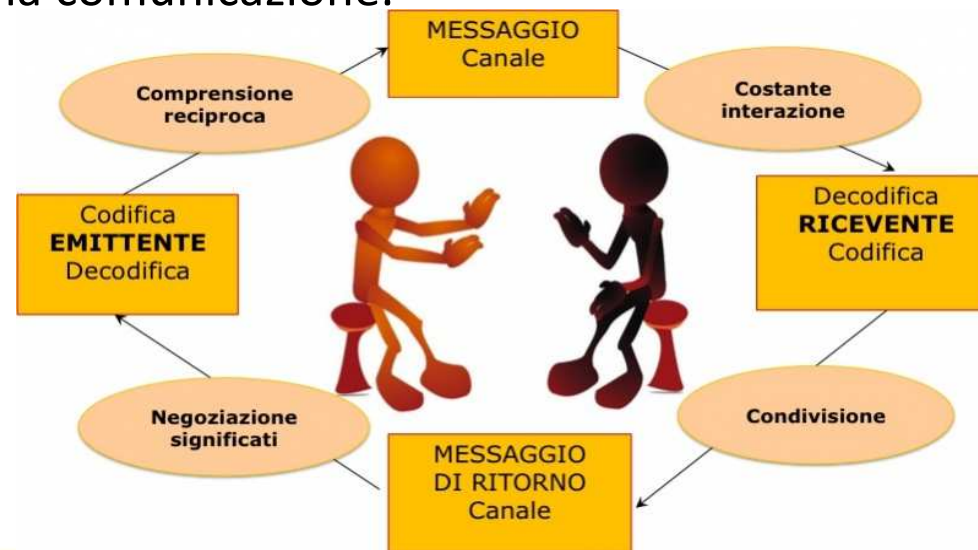 comunicazione.
MESSAGGIO
Canale
Comprensione
reciproca
Costante
interazione
Codifica
EMITTENTE
Decodifica
Decodifica
RICEVENTE
Codifica
Negoziazione
significati
Condivisione
MESSAGGIO
DI RITORNO
Canale